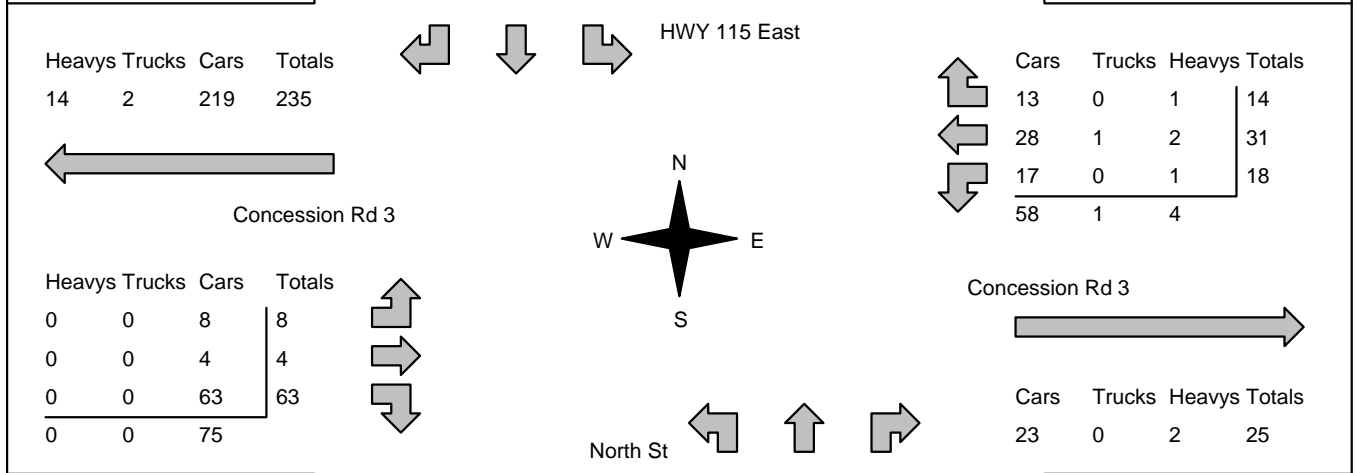 HWY 115 East
Heavys Trucks Cars Totals
14 2 219 235
Cars Trucks Heavys Totals
13 0 1 14
28 1 2 31
17 0 1 18
58 1 4
Concession Rd 3
N
W E
S
Heavys Trucks Cars Totals
0 0 8 8
0 0 4 4
0 0 63 63
0 0 75
Concession Rd 3
North St
Cars Trucks Heavys Totals
23 0 2 25